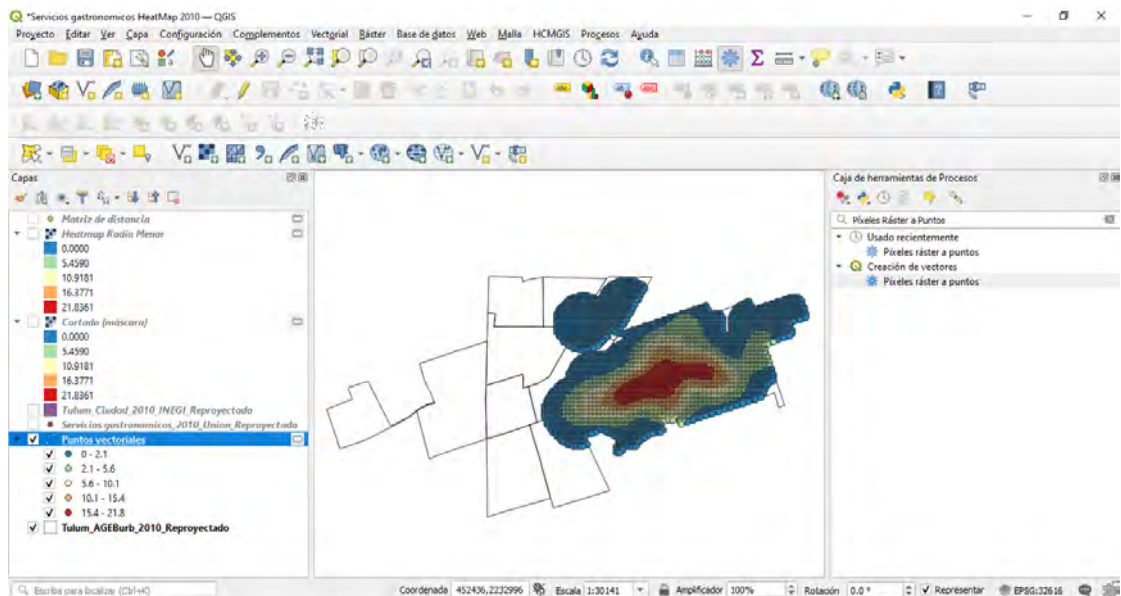 *Servicios gastronomicos HeatMap 2010 — QGIS
Proyecto Editar Ver Capa Configuración Complementos Vectorial Ráster Base de datos Web Malla HCMGIS Procesos Ayuda
Capas
Matriz de distancia
Heatmap Radio Menor
0.0000
5.4590
10.9181
16.3771
21.8361
Cortado (máscara)
0.0000
5.4590
10.9181
16.3771
21.8361
Tulum_Ciudad_2010_INEGI_Reproyectado
Servicios gastronomicos_2010_Union_Reproyectado
Puntos vectoriales
0 - 2.1
2.1 - 5.6
5.6 - 10.1
10.1 - 15.4
15.4 - 21.8
Tulum_AGEBurb_2010_Reproyectado
Caja de herramientas de Procesos
Píxeles Ráster a Puntos
Usado recientemente
Píxeles ráster a puntos
Creación de vectores
Píxeles ráster a puntos
Escriba para localizar (Ctrl+K)
Coordenada 452436,2232996 Escala 1:30141 Amplificador 100% Rotación 0.0 ° Representar EPSG:32616